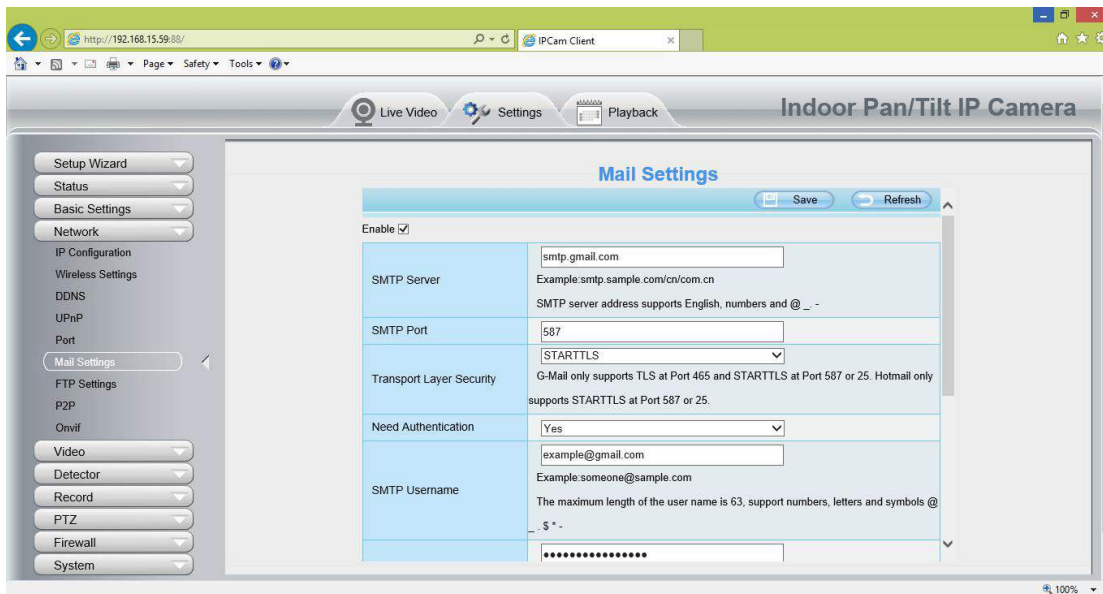 http://192.168.15.59:88/
IPCam Client
Page Safety Tools
Live Video Settings Playback
Indoor Pan/Tilt IP Camera
Setup Wizard
Status
Basic Settings
Network
IP Configuration
Wireless Settings
DDNS
UPnP
Port
Mail Settings
FTP Settings
P2P
Onvif
Video
Detector
Record
PTZ
Firewall
System
Mail Settings
Save Refresh
Enable
SMTP Server
smtp.gmail.com
Example:smtp.sample.com/cn/com.cn
SMTP server address supports English, numbers and @ _. -
SMTP Port
587
Transport Layer Security
STARTTLS
G-Mail only supports TLS at Port 465 and STARTTLS at Port 587 or 25. Hotmail only
supports STARTTLS at Port 587 or 25.
Need Authentication
Yes
SMTP Username
example@gmail.com
Example:someone@sample.com
The maximum length of the user name is 63, support numbers, letters and symbols @
_ . $ * -
••••••••••••••••
100%